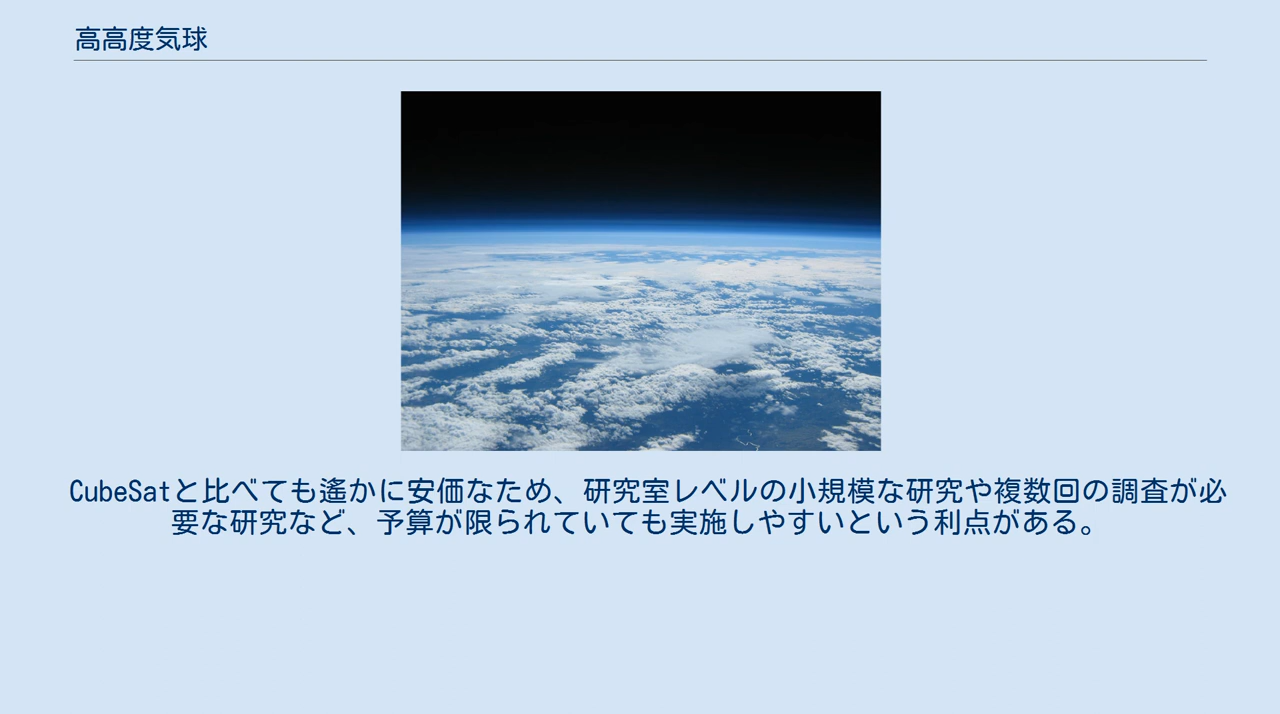 高高度気球
CubeSatと比べても遙かに安価なため、研究室レベルの小規模な研究や複数回の調査が必
要な研究など、予算が限られていても実施しやすいという利点がある。